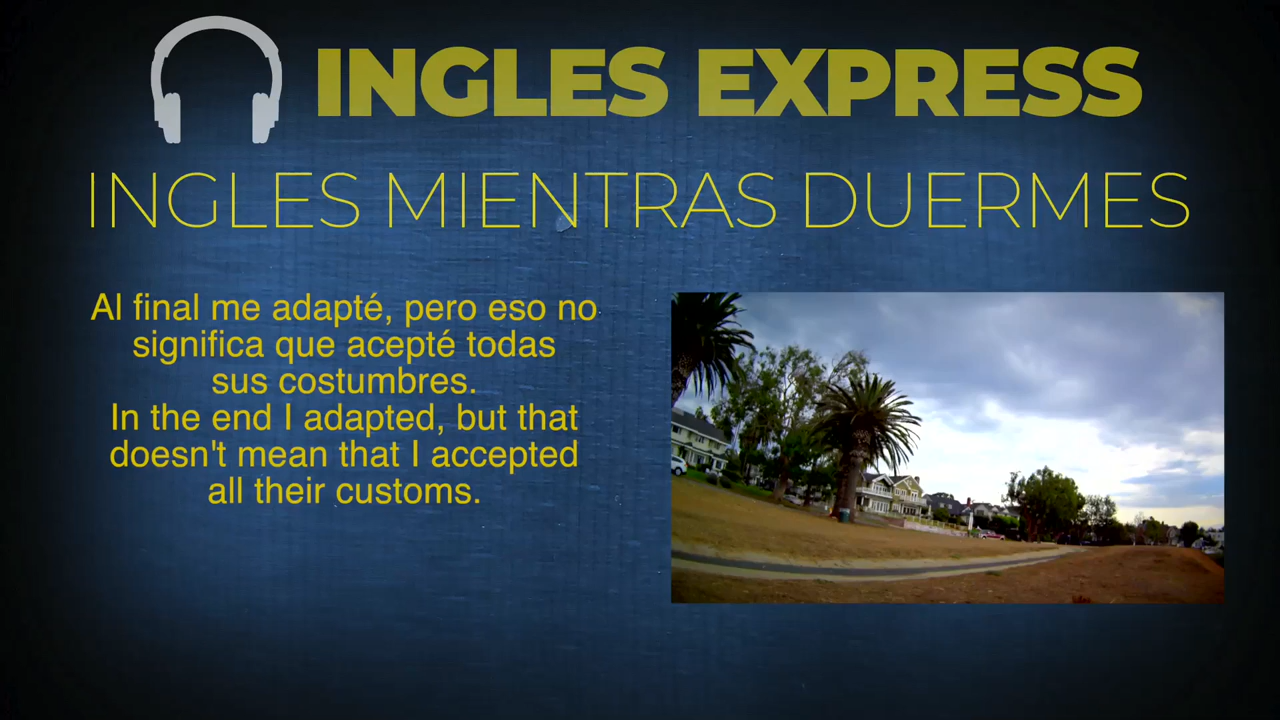 INGLES EXPRESS
INGLES MIENTRAS DUERMES
Al final me adapté, pero eso no
significa que acepté todas
sus costumbres.
In the end I adapted, but that
doesn't mean that I accepted
all their customs.